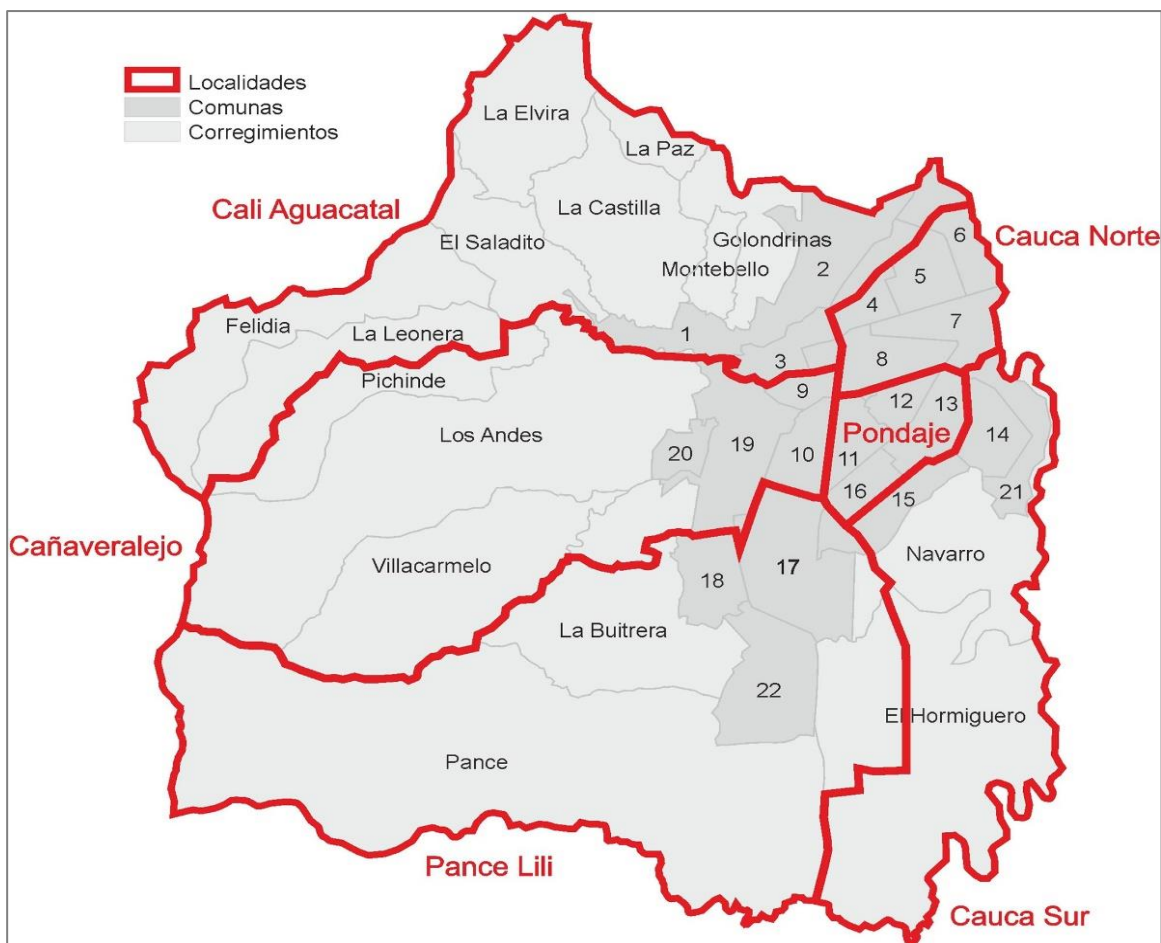 Localidades
Comunas
Corregimientos
La Elvira
La Paz
La Castilla
Cali Aguacatal
El Saladito
Golondrinas
Montebello
2
6
Cauca Norte
5
4
7
Felidia
La Leonera
1
3
8
Pichinde
9
12
13
Los Andes
20
19
10
11
Pondaje
14
16
15
21
Cañaveralejo
Villacarmelo
18
17
Navarro
La Buitrera
22
El Hormiguero
Pance
Pance Lili
Cauca Sur